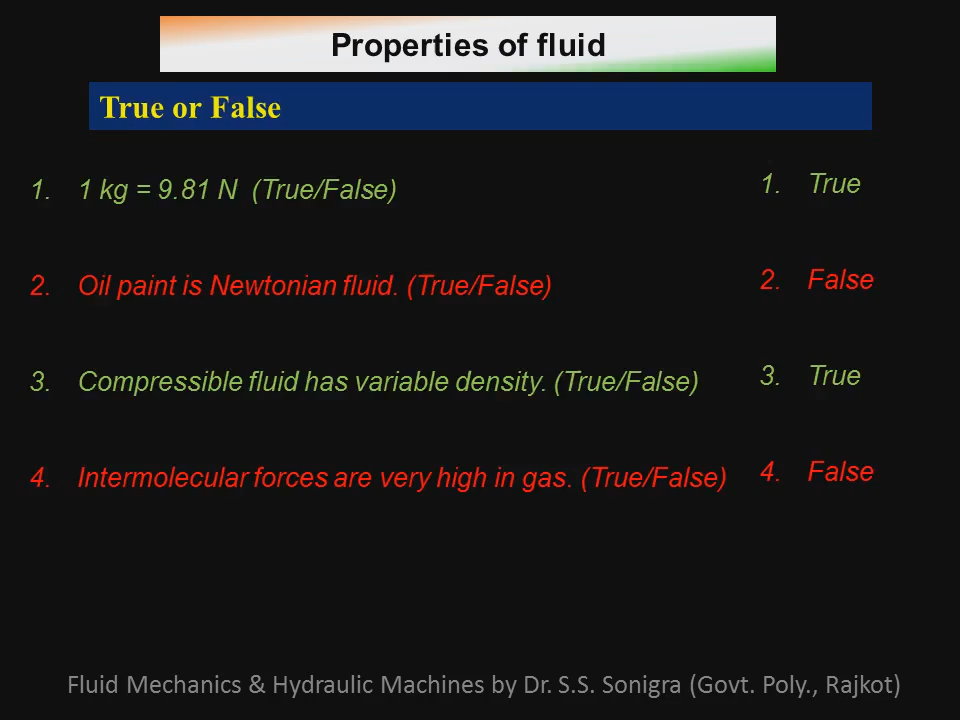 Properties of fluid
True or False
1. 1 kg = 9.81 N (True/False)
1. True
2. Oil paint is Newtonian fluid. (True/False)
2. False
3. Compressible fluid has variable density. (True/False)
3. True
4. Intermolecular forces are very high in gas. (True/False)
4. False
Fluid Mechanics & Hydraulic Machines by Dr. S.S. Sonigra (Govt. Poly., Rajkot)